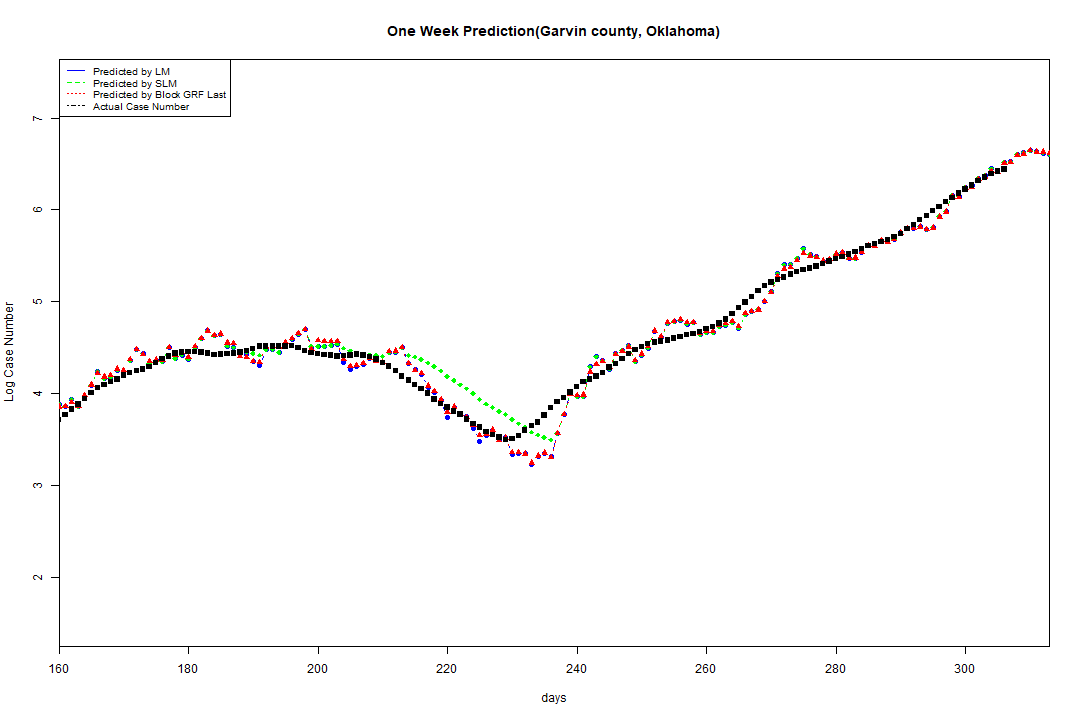 One Week Prediction(Garvin county, Oklahoma)
Predicted by LM
Predicted by SLM
Predicted by Block GRF Last
Actual Case Number
7
6
5
4
3
2
Log Case Number
160 180 200 220 240 260 280 300
days